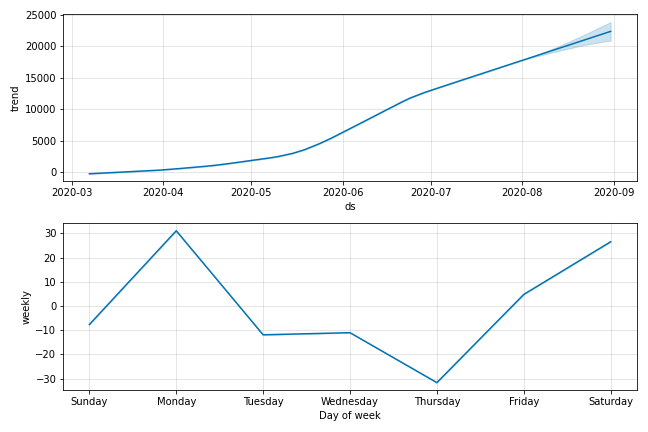 25000
20000
15000
10000
5000
0
trend
2020-03 2020-04 2020-05 2020-06 2020-07 2020-08 2020-09
ds
30
20
10
0
−10
−20
−30
weekly
Sunday Monday Tuesday Wednesday Thursday Friday Saturday
Day of week